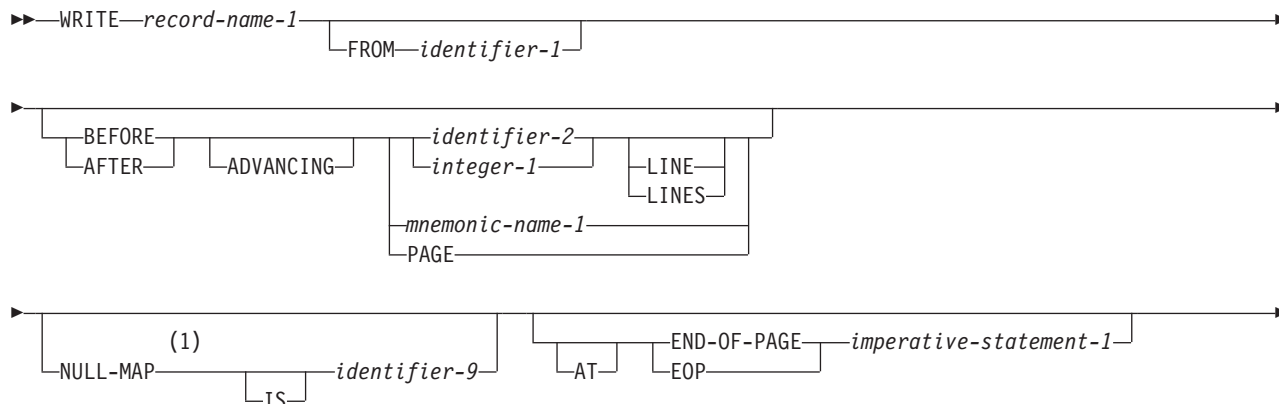 WRITE record-name-1
FROM identifier-1
BEFORE identifier-2
AFTER ADVANCING integer-1 LINE
LINES
mnemonic-name-1
PAGE
(1) END-OF-PAGE imperative-statement-1
NULL-MAP identifier-9 AT EOP
IS